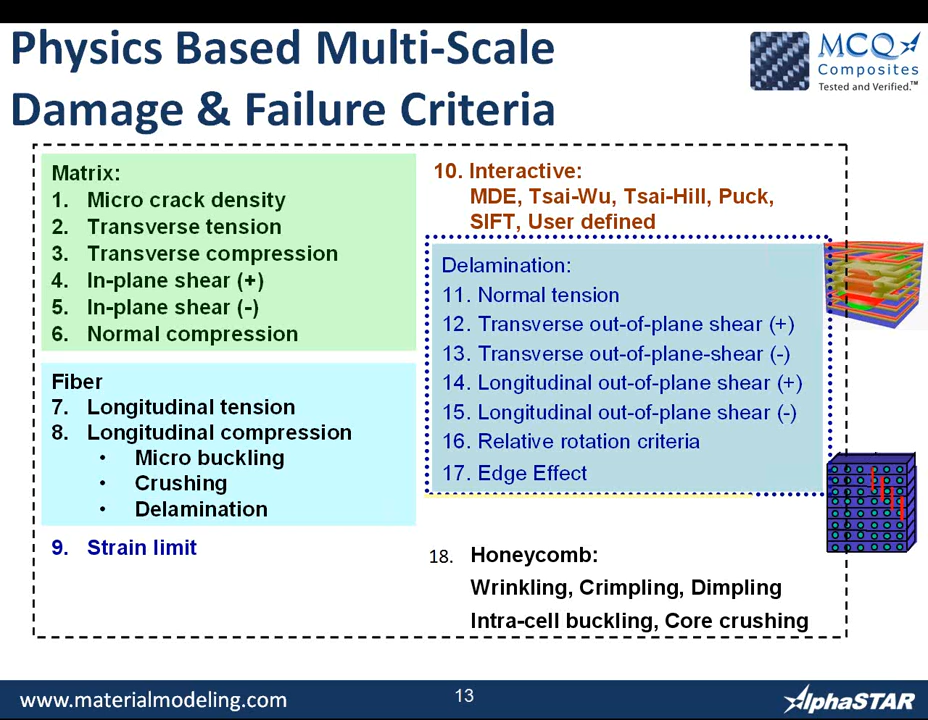 Physics Based Multi-Scale
Damage & Failure Criteria
MCQ
Composites
Tested and Verified.™
Matrix:
1. Micro crack density
2. Transverse tension
3. Transverse compression
4. In-plane shear (+)
5. In-plane shear (-)
6. Normal compression
Fiber
7. Longitudinal tension
8. Longitudinal compression
• Micro buckling
• Crushing
• Delamination
9. Strain limit
10. Interactive:
MDE, Tsai-Wu, Tsai-Hill, Puck,
SIFT, User defined
Delamination:
11. Normal tension
12. Transverse out-of-plane shear (+)
13. Transverse out-of-plane-shear (-)
14. Longitudinal out-of-plane shear (+)
15. Longitudinal out-of-plane shear (-)
16. Relative rotation criteria
17. Edge Effect
18. Honeycomb:
Wrinkling, Crimpling, Dimpling
Intra-cell buckling, Core crushing
www.materialmodeling.com
13
AlphaSTAR